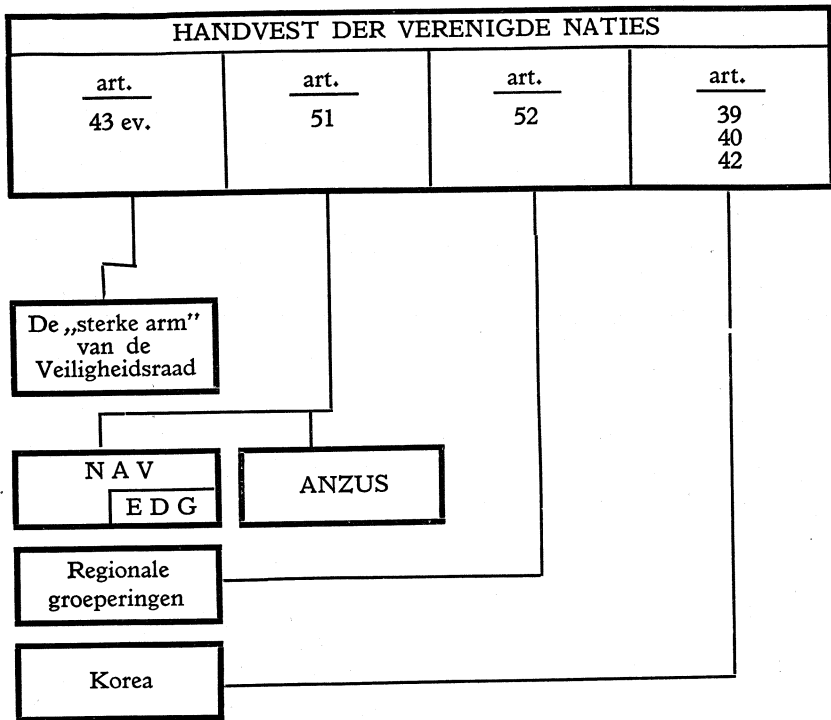 HANDVEST DER VERENIGDE NATIES
art.
43 ev.
art.
51
art.
52
art.
39
40
42
De „sterke arm”
van de
Veiligheidsraad
N A V
E D G
ANZUS
Regionale
groeperingen
Korea